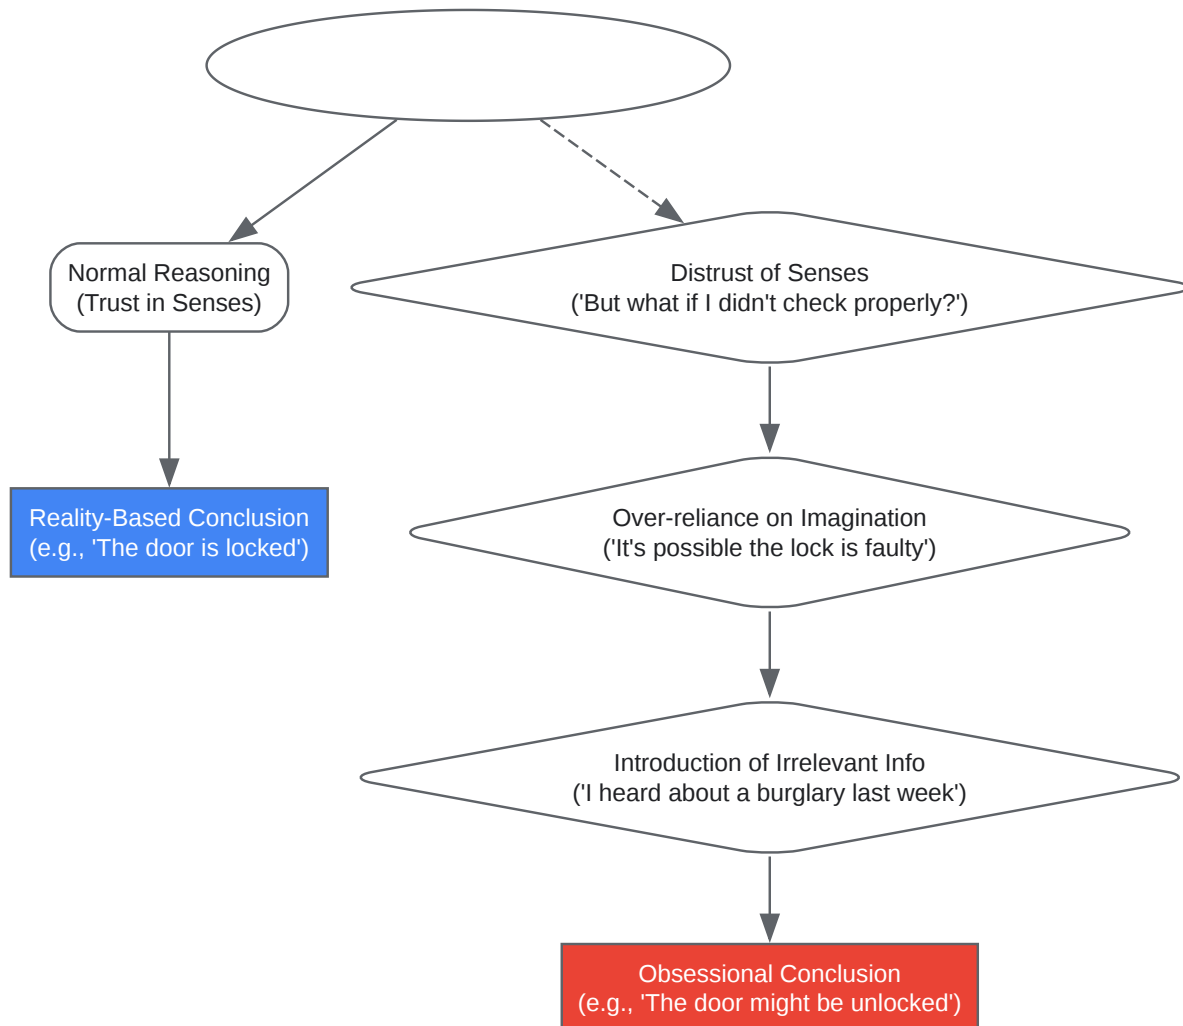 Normal Reasoning
(Trust in Senses)
Distrust of Senses
('But what if I didn't check properly?')
Reality-Based Conclusion
(e.g., 'The door is locked')
Over-reliance on Imagination
('It's possible the lock is faulty')
Introduction of Irrelevant Info
('I heard about a burglary last week')
Obsessional Conclusion
(e.g., 'The door might be unlocked')